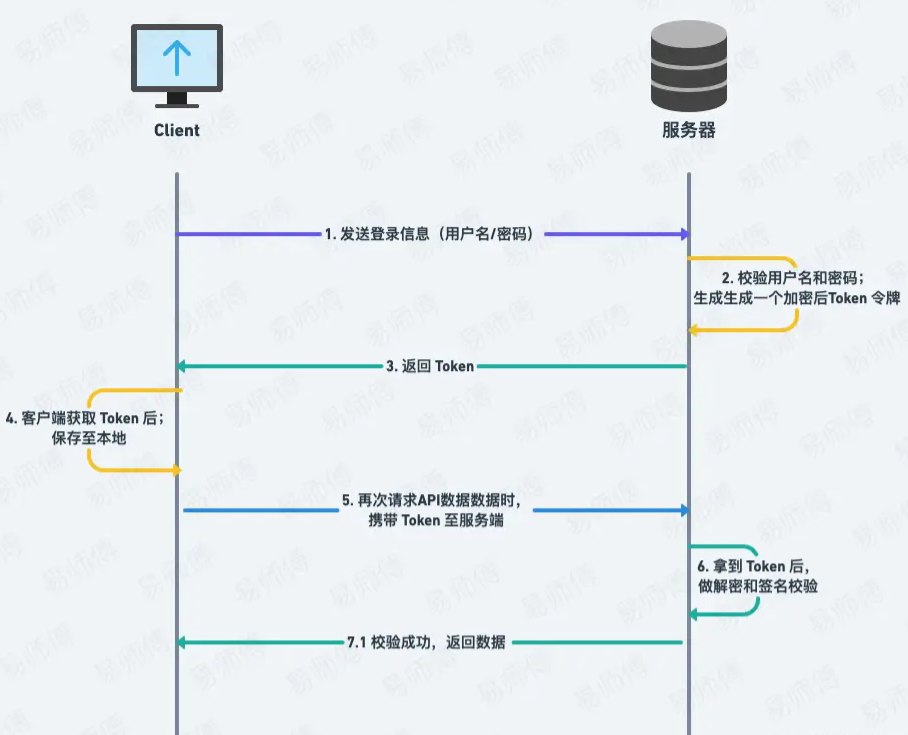 Client
服务器
1. 发送登录信息（用户名/密码）
2. 校验用户名和密码；
生成生成一个加密后Token 令牌
3. 返回 Token
4. 客户端获取 Token 后；
保存至本地
5. 再次请求API数据数据时，
携带 Token 至服务端
6. 拿到 Token 后，
做解密和签名校验
7.1 校验成功，返回数据
易师傅